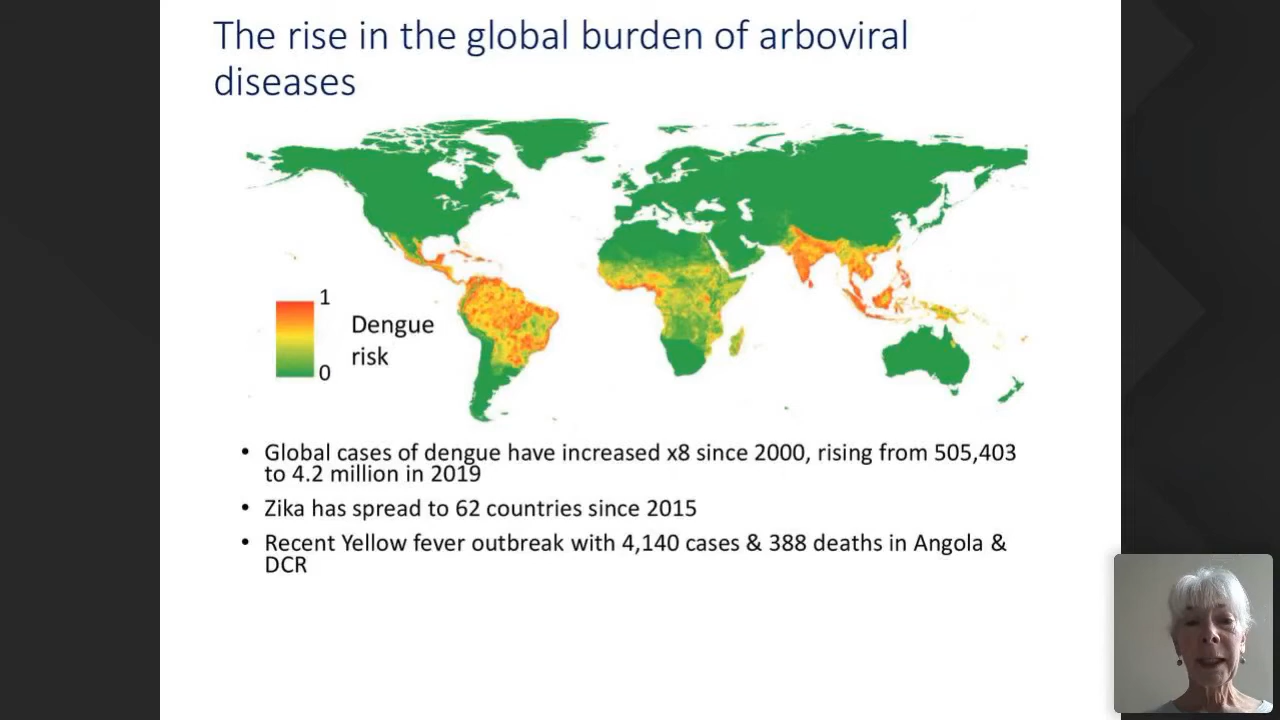 The rise in the global burden of arboviral
diseases
1
Dengue
risk
0
• Global cases of dengue have increased x8 since 2000, rising from 505,403
to 4.2 million in 2019
• Zika has spread to 62 countries since 2015
• Recent Yellow fever outbreak with 4,140 cases & 388 deaths in Angola &
DCR